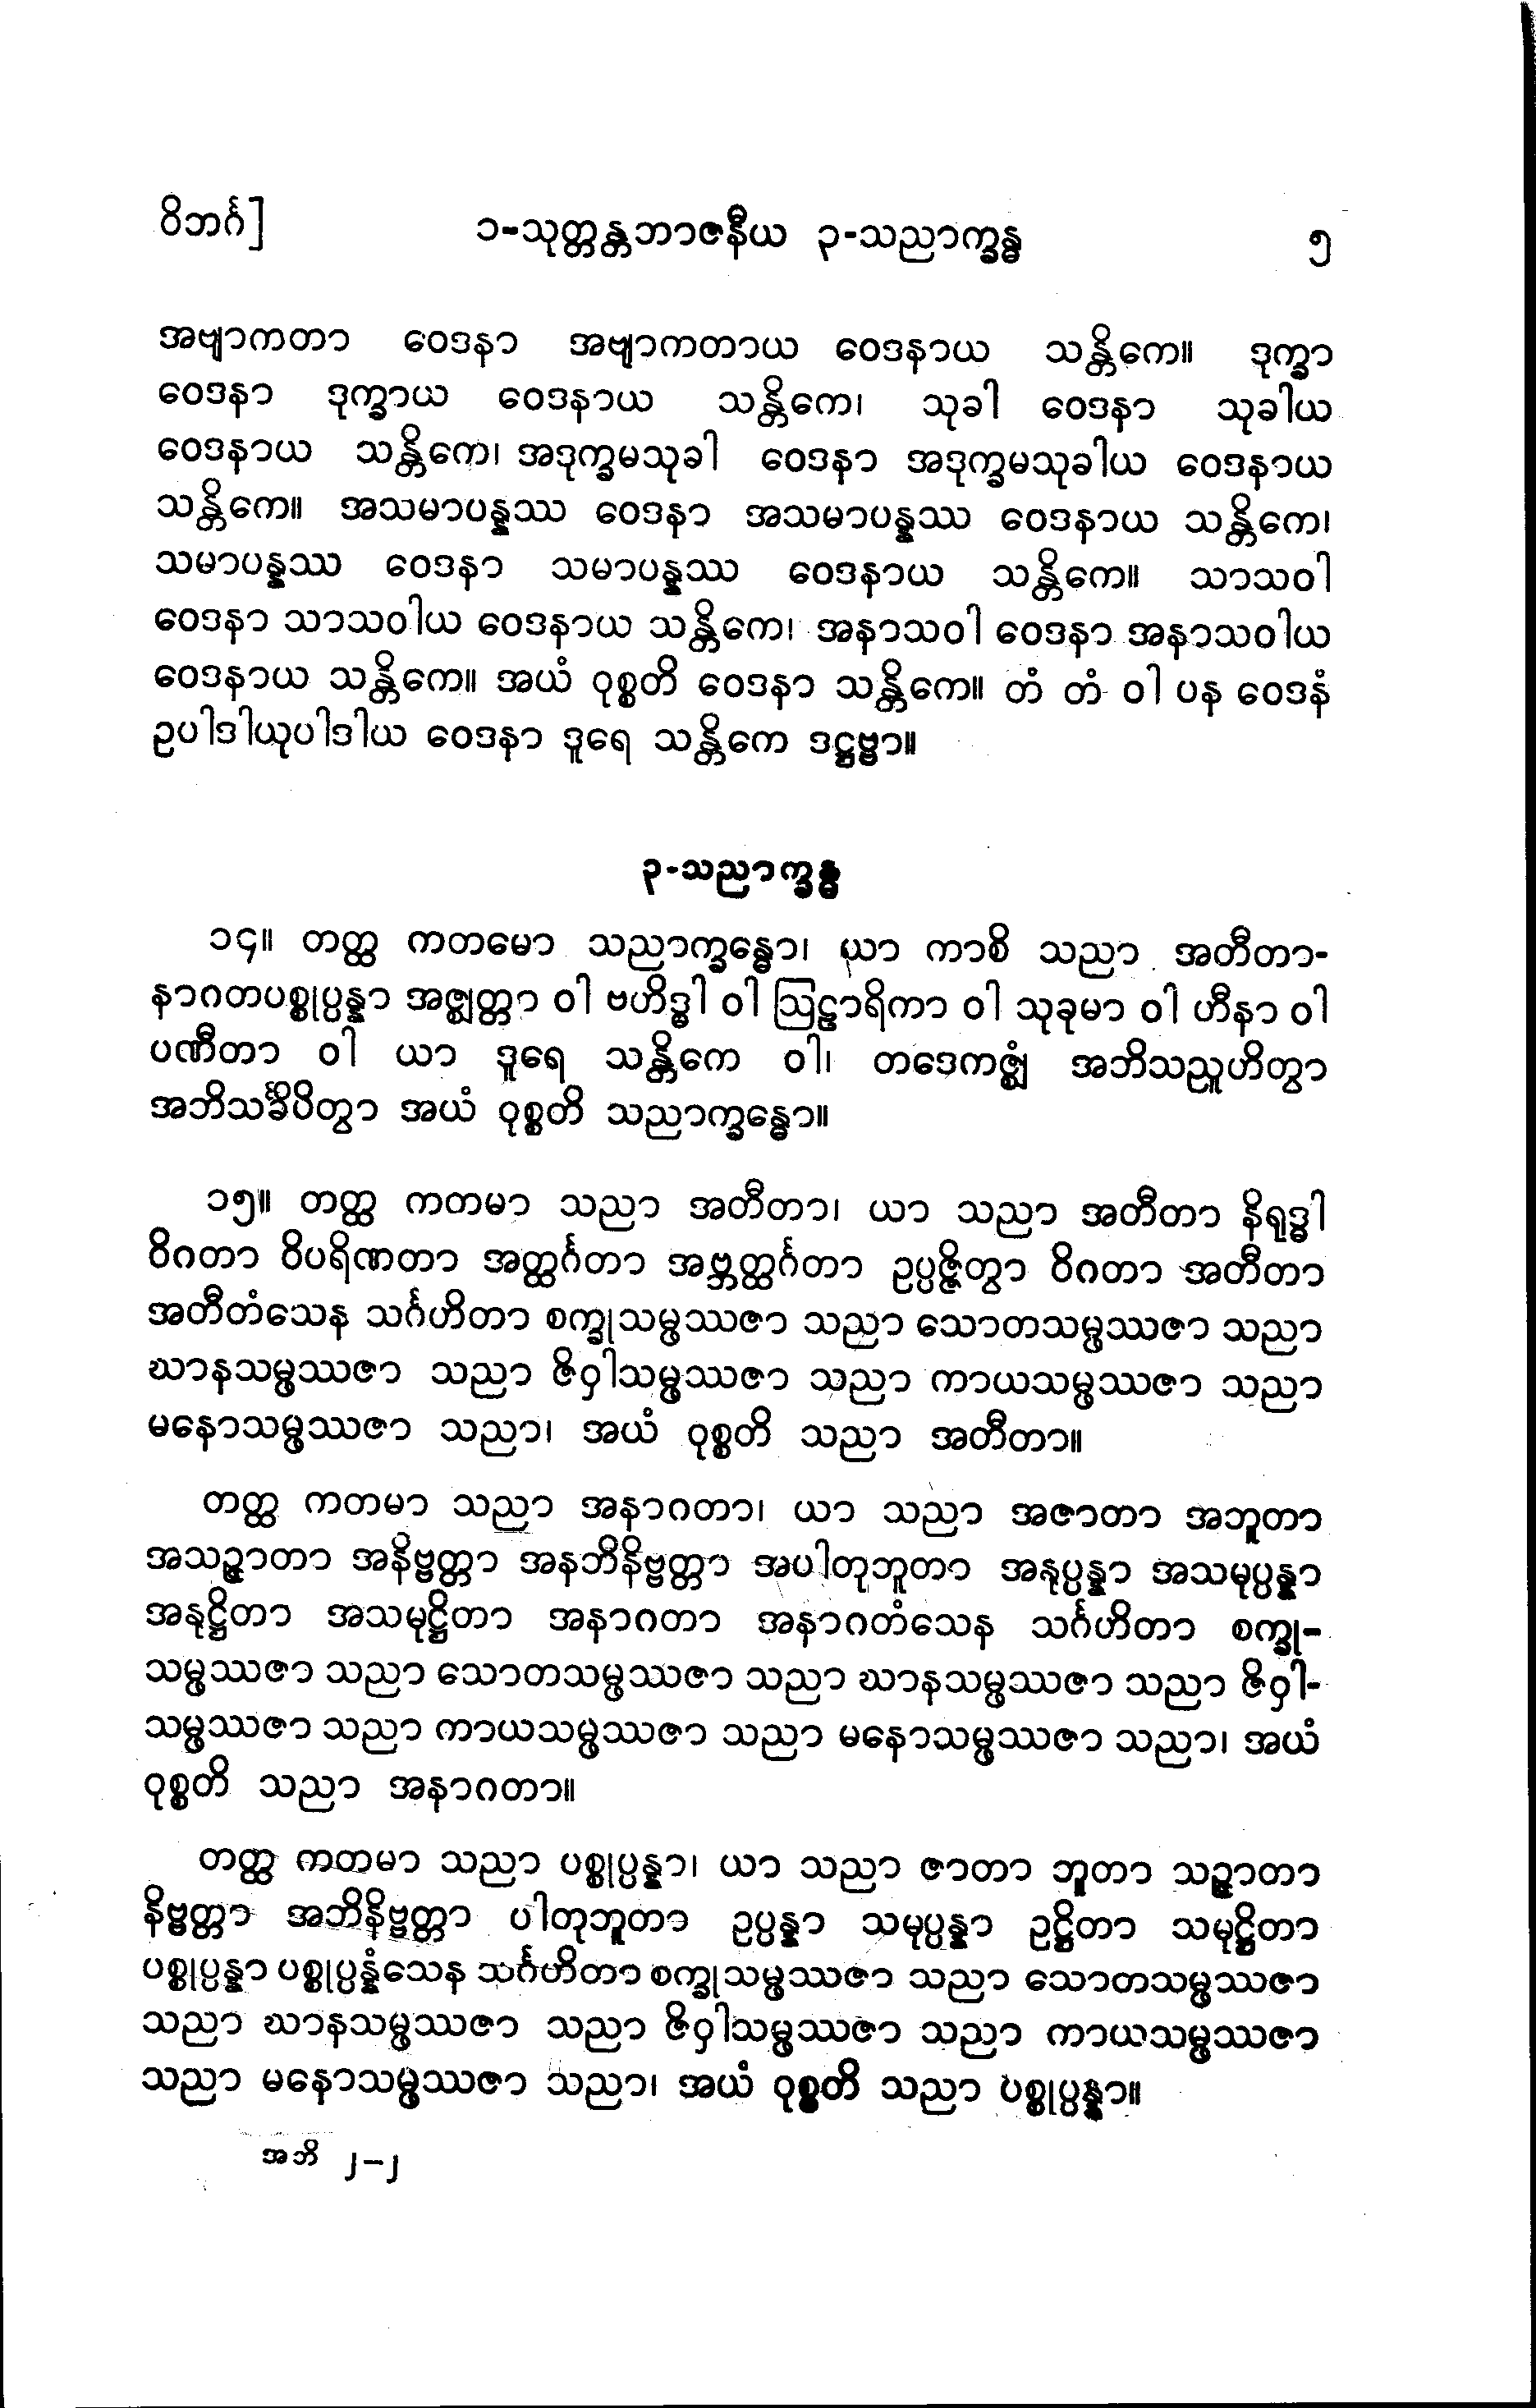 ဝိဘင်္ဂ]
၁-သုတ္တန္တဘာဇနီယ ၃-သညာက္ခန္ဓ
၅
အဗျာကတာ ဝေဒနာ အဗျာကတာယ ဝေဒနာယ သန္တိကေ။ ဒုက္ခာ
ဝေဒနာ ဒုက္ခာယ ဝေဒနာယ သန္တိကေ၊ သုခါ ဝေဒနာ သုခါယ
ဝေဒနာယ သန္တိကေ၊ အဒုက္ခမသုခါ ဝေဒနာ အဒုက္ခမသုခါယ ဝေဒနာယ
သန္တိကေ။ အသမာပန္နဿ ဝေဒနာ အသမာပန္နဿ ဝေဒနာယ သန္တိကေ၊
သမာပန္နဿ ဝေဒနာ သမာပန္နဿ ဝေဒနာယ သန္တိကေ။ သာသဝါ
ဝေဒနာ သာသဝါယ ဝေဒနာယ သန္တိကေ၊ အနာသဝါ ဝေဒနာ အနာသဝါယ
ဝေဒနာယ သန္တိကေ။ အယံ ဝုစ္စတိ ဝေဒနာ သန္တိကေ။ တံ တံ ဝါ ပန ဝေဒနံ
ဥပါဒါယုပါဒါယ ဝေဒနာ ဒူရေ သန္တိကေ ဒဋ္ဌဗ္ဗာ။
၃-သညာက္ခန္ဓ
၁၄။ တတ္ထ ကတမော သညာက္ခန္ဓော၊ ယာ ကာစိ သညာ အတီတာ-
နာဂတပစ္စုပ္ပန္နာ အဇ္ဈတ္တာ ဝါ ဗဟိဒ္ဓါ ဝါ ဩဠာရိကာ ဝါ သုခုမာ ဝါ ဟီနာ ဝါ
ပဏီတာ ဝါ ယာ ဒူရေ သန္တိကေ ဝါ၊ တဒေကဇ္ဈံ အဘိသညူဟိတွာ
အဘိသင်္ခိပိတွာ အယံ ဝုစ္စတိ သညာက္ခန္ဓော။
၁၅။ တတ္ထ ကတမာ သညာ အတီတာ၊ ယာ သညာ အတီတာ နိရုဒ္ဓါ
ဝိဂတာ ဝိပရိဏတာ အတ္ထင်္ဂတာ အဗ္ဘတ္ထင်္ဂတာ ဥပ္ပဇ္ဇိတွာ ဝိဂတာ အတီတာ
အတီတံသေန သင်္ဂဟိတာ စက္ခုသမ္ဖဿဇာ သညာ သောတသမ္ဖဿဇာ သညာ
ဃာနသမ္ဖဿဇာ သညာ ဇိဝှါသမ္ဖဿဇာ သညာ ကာယသမ္ဖဿဇာ သညာ
မနောသမ္ဖဿဇာ သညာ၊ အယံ ဝုစ္စတိ သညာ အတီတာ။
တတ္ထ ကတမာ သညာ အနာဂတာ၊ ယာ သညာ အဇာတာ အဘူတာ
အသဉ္ဇာတာ အနိဗ္ဗတ္တာ အနဘိနိဗ္ဗတ္တာ အပါတုဘူတာ အနုပ္ပန္နာ အသမုပ္ပန္နာ
အနုဋ္ဌိတာ အသမုဋ္ဌိတာ အနာဂတာ အနာဂတံသေန သင်္ဂဟိတာ စက္ခု-
သမ္ဖဿဇာ သညာ သောတသမ္ဖဿဇာ သညာ ဃာနသမ္ဖဿဇာ သညာ ဇိဝှါ-
သမ္ဖဿဇာ သညာ ကာယသမ္ဖဿဇာ သညာ မနောသမ္ဖဿဇာ သညာ၊ အယံ
ဝုစ္စတိ သညာ အနာဂတာ။
တတ္ထ ကတမာ သညာ ပစ္စုပ္ပန္နာ၊ ယာ သညာ ဇာတာ ဘူတာ သဉ္ဇာတာ
နိဗ္ဗတ္တာ အဘိနိဗ္ဗတ္တာ ပါတုဘူတာ ဥပ္ပန္နာ သမုပ္ပန္နာ ဥဋ္ဌိတာ သမုဋ္ဌိတာ
ပစ္စုပ္ပန္နာ ပစ္စုပ္ပန္နံသေန သင်္ဂဟိတာ စက္ခုသမ္ဖဿဇာ သညာ သောတသမ္ဖဿဇာ
သညာ ဃာနသမ္ဖဿဇာ သညာ ဇိဝှါသမ္ဖဿဇာ သညာ ကာယသမ္ဖဿဇာ
သညာ မနောသမ္ဖဿဇာ သညာ၊ အယံ ဝုစ္စတိ သညာ ပစ္စုပ္ပန္နာ။
အဘိ ၂-၂